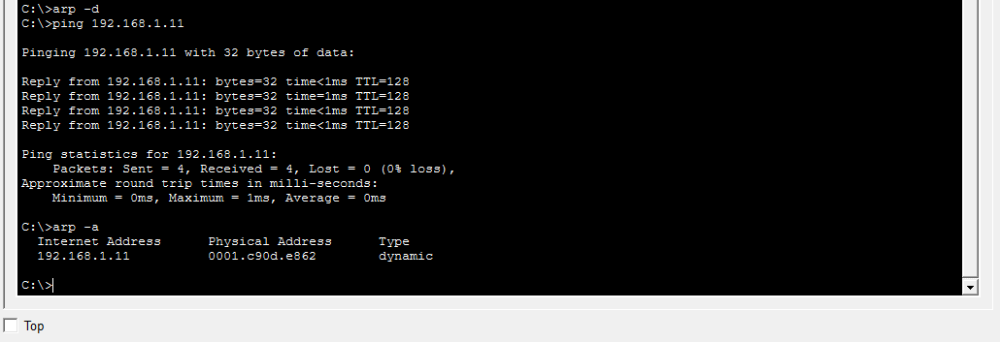 C:\>arp -d
C:\>ping 192.168.1.11
Pinging 192.168.1.11 with 32 bytes of data:
Reply from 192.168.1.11: bytes=32 time<1ms TTL=128
Reply from 192.168.1.11: bytes=32 time=1ms TTL=128
Reply from 192.168.1.11: bytes=32 time<1ms TTL=128
Reply from 192.168.1.11: bytes=32 time<1ms TTL=128
Ping statistics for 192.168.1.11:
    Packets: Sent = 4, Received = 4, Lost = 0 (0% loss),
Approximate round trip times in milli-seconds:
    Minimum = 0ms, Maximum = 1ms, Average = 0ms
C:\>arp -a
  Internet Address      Physical Address      Type
  192.168.1.11          0001.c90d.e862        dynamic
C:\>
Top